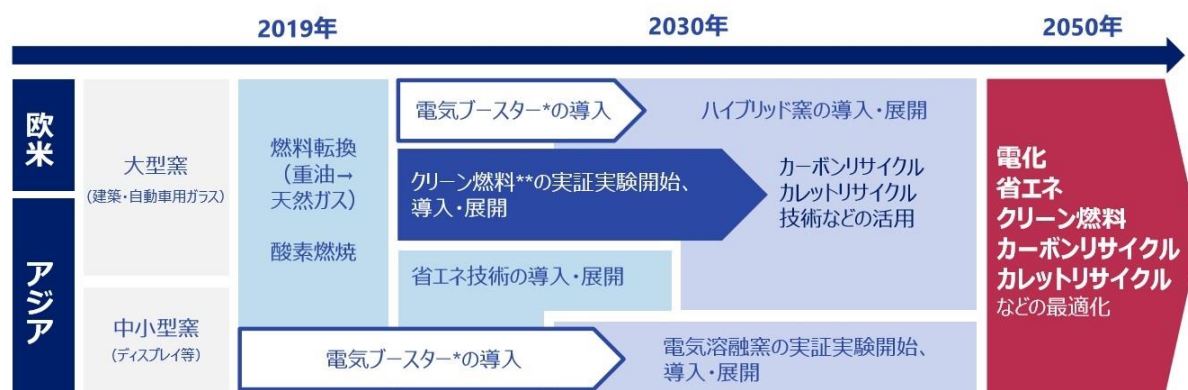 2019年
2030年
2050年
欧米
アジア
大型窯
(建築・自動車用ガラス)
中小型窯
(ディスプレイ等)
燃料転換
(重油→
天然ガス)
酸素燃焼
電気ブースター*の導入
クリーン燃料**の実証実験開始、
導入・展開
省エネ技術の導入・展開
電気ブースター*の導入
ハイブリッド窯の導入・展開
カーボンリサイクル
カレットリサイクル
技術などの活用
電気溶融窯の実証実験開始、
導入・展開
電化
省エネ
クリーン燃料
カーボンリサイクル
カレットリサイクル
などの最適化